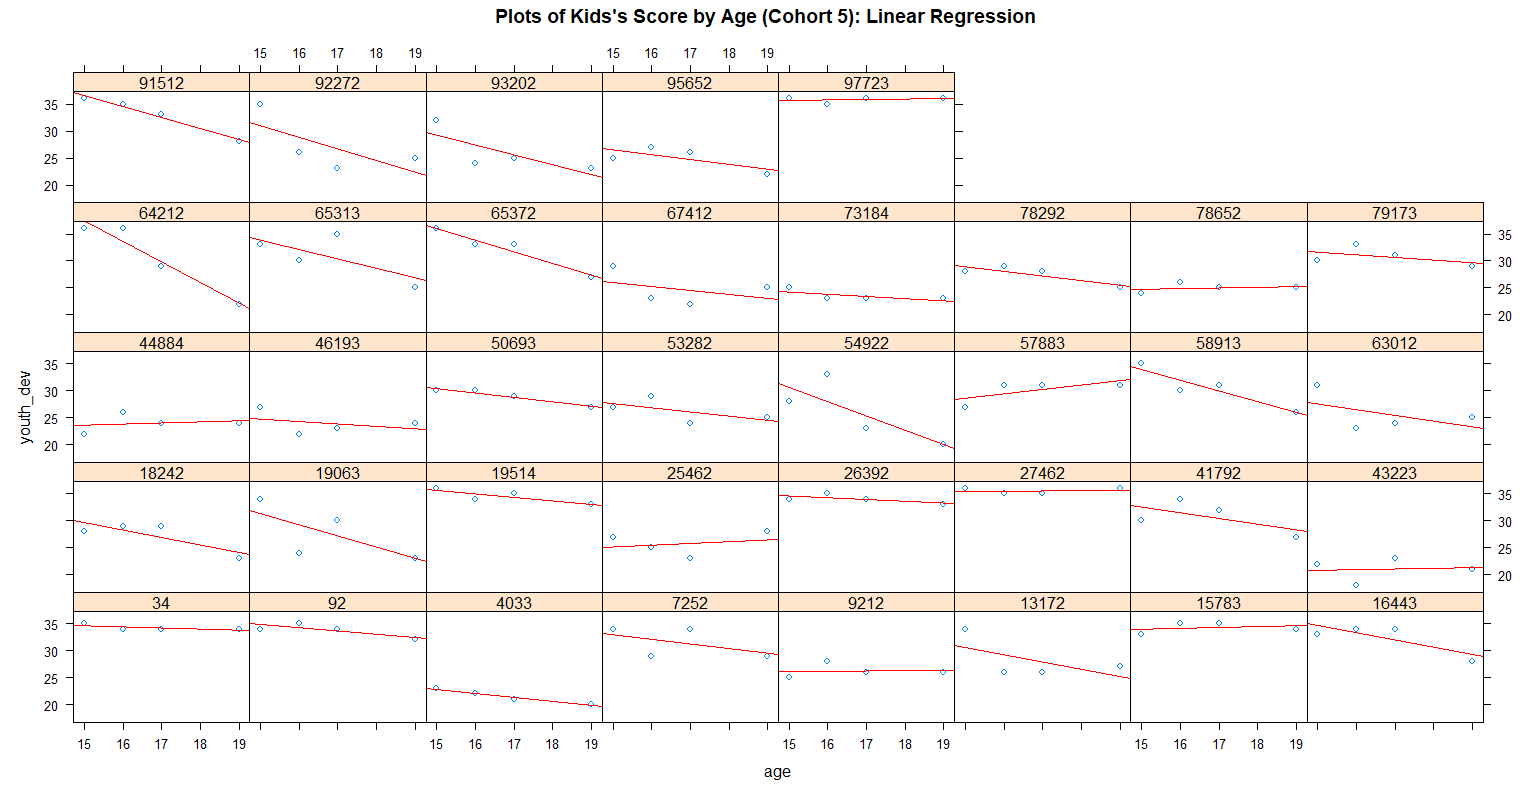 Plots of Kids's Score by Age (Cohort 5): Linear Regression
15 16 17 18 19 15 16 17 18 19
91512 92272 93202 95652 97723
35
30
25
20
64212 65313 65372 67412 73184 78292 78652 79173
35
30
25
20
44884 46193 50693 53282 54922 57883 58913 63012
35
30
25
20
youth_dev
18242 19063 19514 25462 26392 27462 41792 43223
35
30
25
20
34 92 4033 7252 9212 13172 15783 16443
35
30
25
20
15 16 17 18 19 15 16 17 18 19 15 16 17 18 19 15 16 17 18 19
age